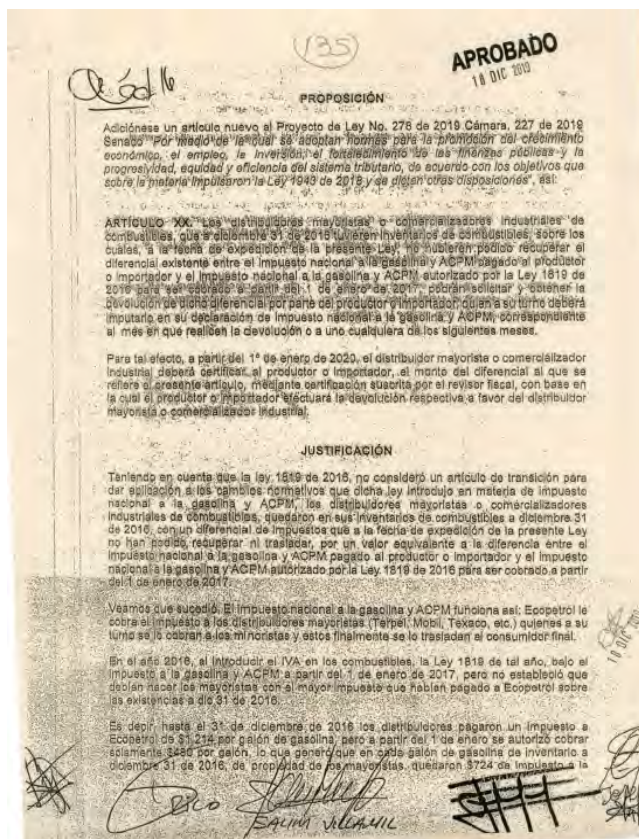 135
APROBADO
18 DIC 2019
PROPOSICIÓN
Adiciónese un artículo nuevo al Proyecto de Ley No. 278 de 2019 Cámara, 227 de 2019
Senado "Por medio de la cual se adoptan normas para la promoción del crecimiento
económico, el empleo, la inversión, el fortalecimiento de las finanzas públicas y la
progresividad, equidad y eficiencia del sistema tributario, de acuerdo con los objetivos que
sobre la materia impulsaron la Ley 1943 de 2018 y se dictan otras disposiciones", así:
ARTÍCULO XX. Los distribuidores mayoristas o comercializadores industriales de
combustibles, que a diciembre 31 de 2016 tuvieren inventarios de combustibles, sobre los
cuales, a la fecha de expedición de la presente Ley, no hubieren podido recuperar el
diferencial existente entre el impuesto nacional a la gasolina y ACPM pagado al productor
o importador y el impuesto nacional a la gasolina y ACPM autorizado por la Ley 1819 de
2016 para ser cobrado a partir del 1 de enero de 2017, podrán solicitar y obtener la
devolución de dicho diferencial por parte del productor o importador, quien a su turno deberá
imputarlo en su declaración de impuesto nacional a la gasolina y ACPM, correspondiente
al mes en que realicen la devolución o a uno cualquiera de los siguientes meses.
Para tal efecto, a partir del 1° de enero de 2020, el distribuidor mayorista o comercializador
industrial deberá certificar al productor o importador, el monto del diferencial al que se
refiere el presente artículo, mediante certificación suscrita por el revisor fiscal, con base en
la cual el productor o importador efectuará la devolución respectiva a favor del distribuidor
mayorista o comercializador industrial.
JUSTIFICACIÓN
Teniendo en cuenta que la ley 1819 de 2016, no consideró un artículo de transición para
dar aplicación a los cambios normativos que dicha ley introdujo en materia de impuesto
nacional a la gasolina y ACPM, los distribuidores mayoristas o comercializadores
industriales de combustibles, quedaron en sus inventarios de combustibles a diciembre 31
de 2016, con un diferencial de impuestos que a la fecha de expedición de la presente Ley
no han podido recuperar ni trasladar, por un valor equivalente a la diferencia entre el
impuesto nacional a la gasolina y ACPM pagado al productor o importador y el impuesto
nacional a la gasolina y ACPM autorizado por la Ley 1819 de 2016 para ser cobrado a partir
del 1 de enero de 2017.
Veamos que sucedió. El impuesto nacional a la gasolina y ACPM funciona así: Ecopetrol le
cobra el impuesto a los distribuidores mayoristas (Terpel, Mobil, Texaco, etc.) quienes a su
turno se lo cobran a los minoristas y estos finalmente se lo trasladan al consumidor final.
En el año 2016, al introducir el IVA en los combustibles, la Ley 1819 de tal año, bajo el
impuesto a la gasolina y ACPM a partir del 1 de enero de 2017, pero no estableció que
debían hacer los mayoristas con el mayor impuesto que habían pagado a Ecopetrol sobre
las existencias a dic 31 de 2016.
Es decir hasta el 31 de diciembre de 2016 los distribuidores pagaron un impuesto a
Ecopetrol de $1.214 por galón de gasolina, pero a partir del 1 de enero se autorizó cobrar
solamente $490 por galón, lo que generó que en cada galón de gasolina de inventario a
diciembre 31 de 2016, de propiedad de los mayoristas, quedaron $724 de impuesto a la
SALIM VILLAMIL